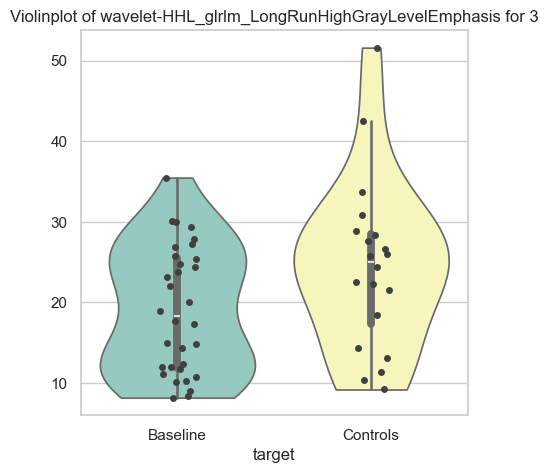 Violinplot of wavelet-HHL_glrlm_LongRunHighGrayLevelEmphasis for 3
50
40
30
20
10
Baseline
Controls
target